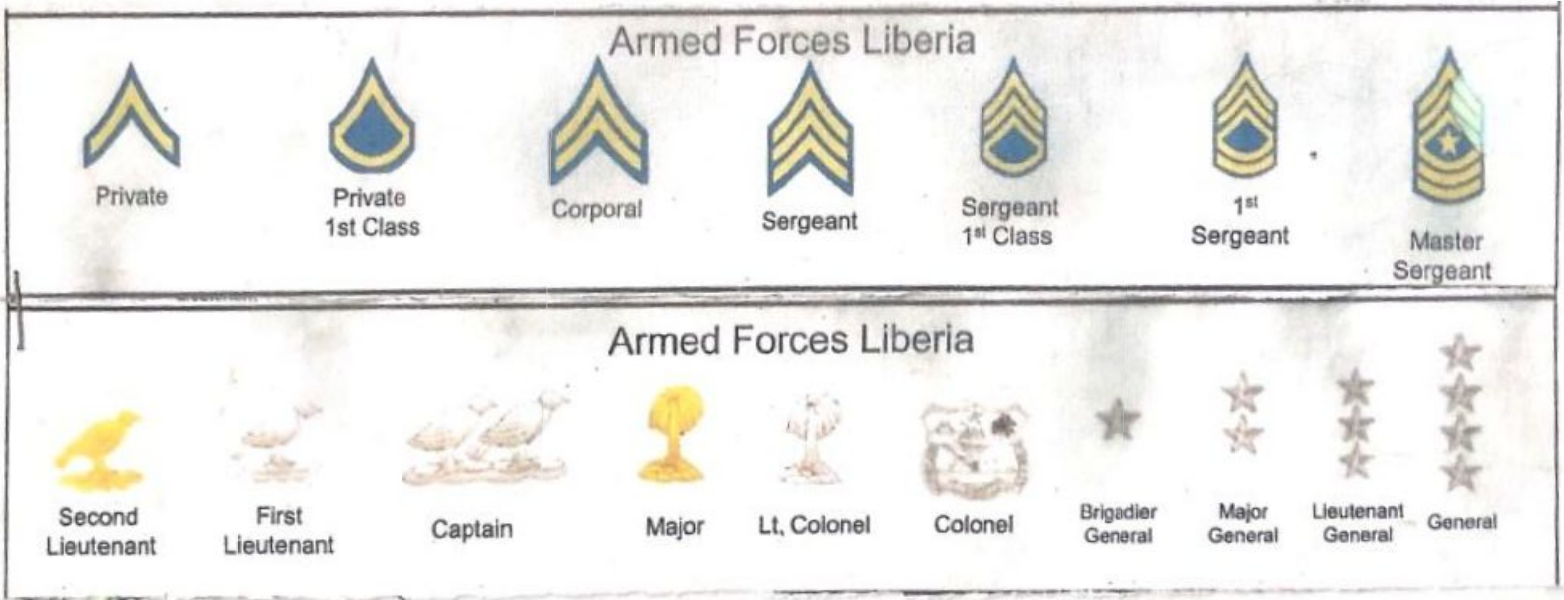 Armed Forces Liberia
Private
Private
1st Class
Corporal
Sergeant
Sergeant
1st Class
1st
Sergeant
Master
Sergeant
Armed Forces Liberia
Second
Lieutenant
First
Lieutenant
Captain
Major
Lt, Colonel
Colonel
Brigadier
General
Major
General
Lieutenant
General
General